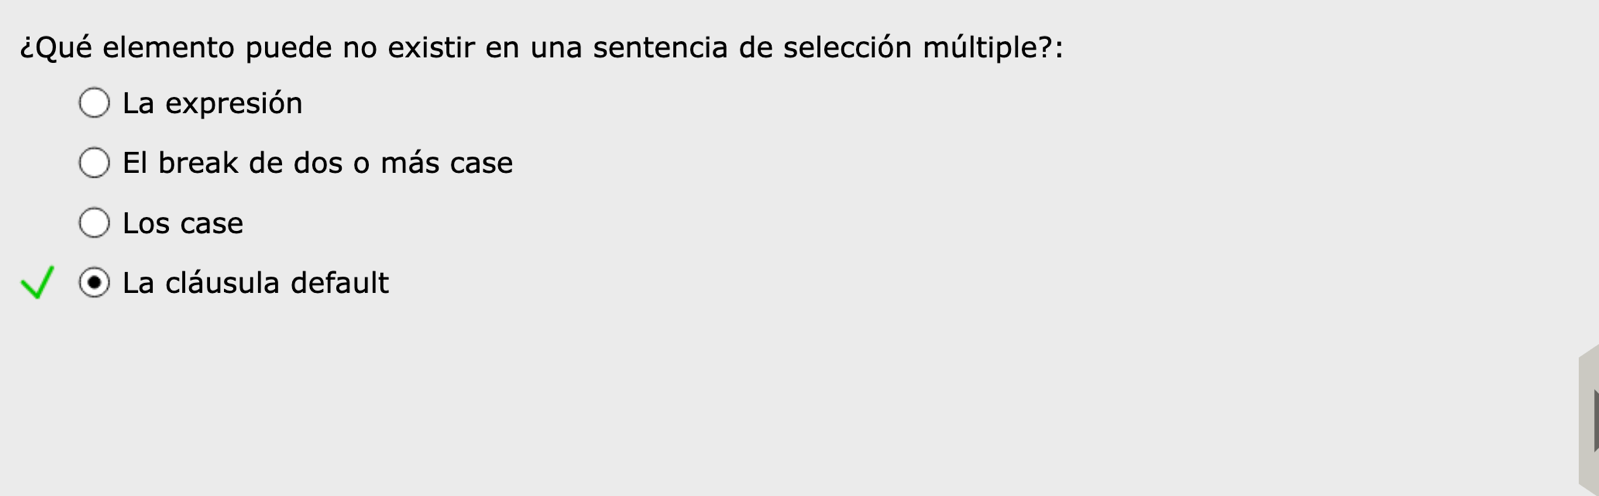 ¿Qué elemento puede no existir en una sentencia de selección múltiple?:
La expresión
El break de dos o más case
Los case
La cláusula default